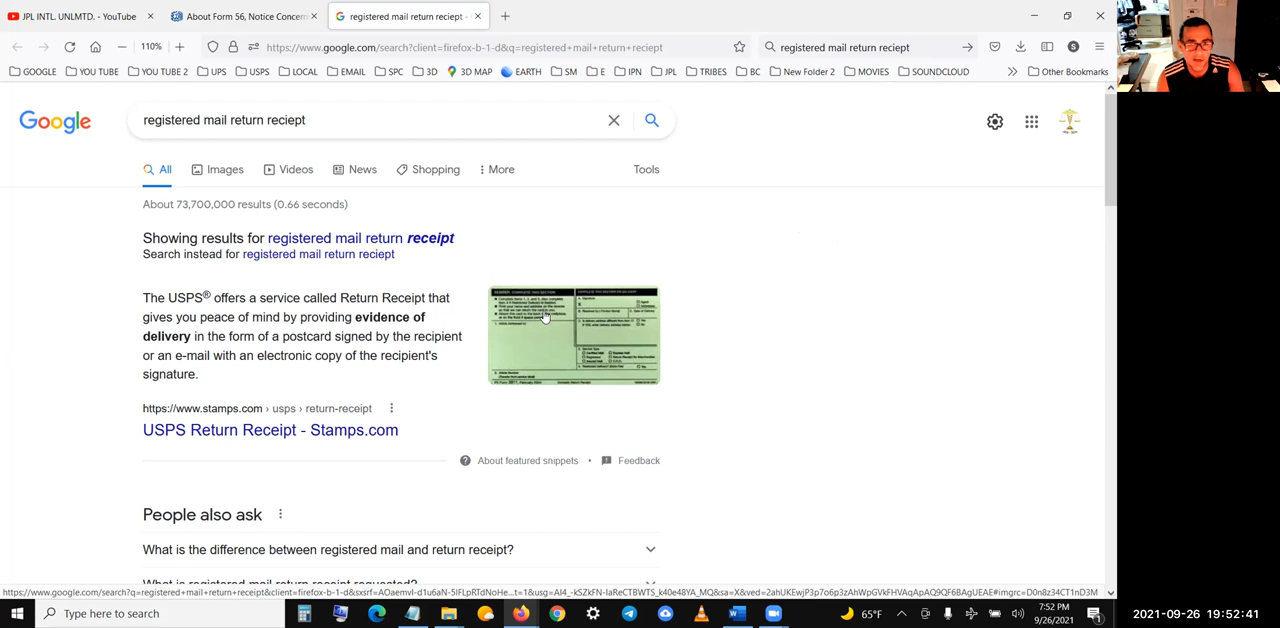 JPL INTL. UNLMTD. - YouTube
About Form 56, Notice Concern
registered mail return reciept -
110%
https://www.google.com/search?client=firefox-b-1-d&q=registered+mail+return+reciept
registered mail return reciept
GOOGLE YOU TUBE YOU TUBE 2 UPS USPS LOCAL EMAIL SPC 3D 3D MAP EARTH SM E IPN JPL TRIBES BC New Folder 2 MOVIES SOUNDCLOUD Other Bookmarks
Google
registered mail return reciept
All Images Videos News Shopping More Tools
About 73,700,000 results (0.66 seconds)
Showing results for registered mail return receipt
Search instead for registered mail return reciept
The USPS® offers a service called Return Receipt that
gives you peace of mind by providing evidence of
delivery in the form of a postcard signed by the recipient
or an e-mail with an electronic copy of the recipient's
signature.
https://www.stamps.com › usps › return-receipt
USPS Return Receipt - Stamps.com
About featured snippets • Feedback
People also ask
What is the difference between registered mail and return receipt?
What is registered mail return receipt requested?
Type here to search
65°F
7:52 PM
9/26/2021
2021-09-26 19:52:41